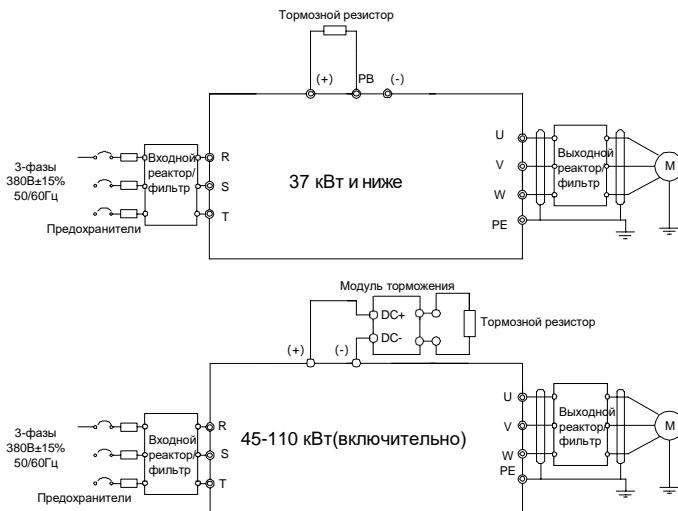 Тормозной резистор
(+)
PB
(-)
3-фазы
380В±15%
50/60Гц
Предохранители
Входной
реактор/
фильтр
R
S
T
37 кВт и ниже
U
V
W
PE
Выходной
реактор/
фильтр
M
Модуль торможения
DC+
DC-
Тормозной резистор
(+)
(-)
3-фазы
380В±15%
50/60Гц
Предохранители
Входной
реактор/
фильтр
R
S
T
45-110 кВт(включительно)
U
V
W
PE
Выходной
реактор/
фильтр
M